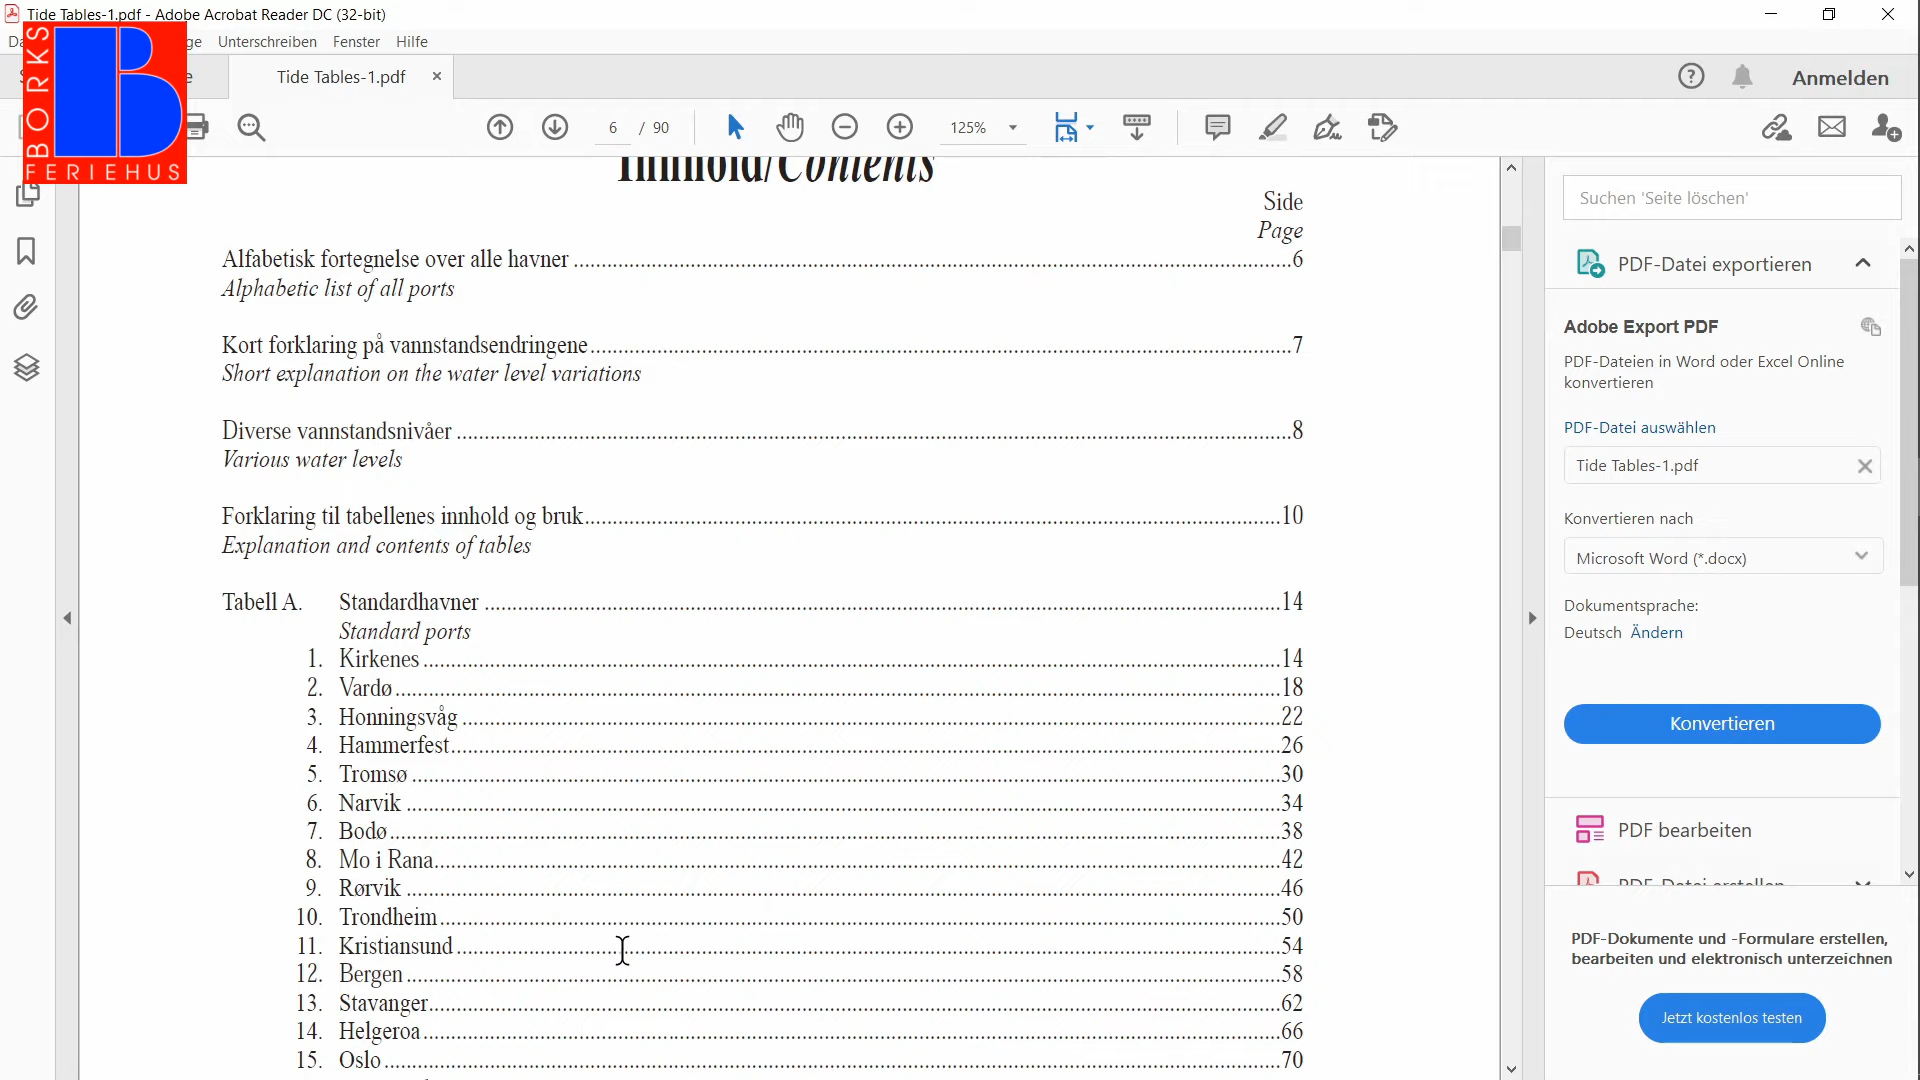 Tide Tables-1.pdf - Adobe Acrobat Reader DC (32-bit)
ge Unterschreiben Fenster Hilfe
BORKS
FERIEHUS
Tide Tables-1.pdf
Anmelden
6 / 90
125%
Innhold/Contents
Side
Page
Alfabetisk fortegnelse over alle havner ........................................6
Alphabetic list of all ports
Kort forklaring på vannstandsendringene........................................7
Short explanation on the water level variations
Diverse vannstandsnivåer ........................................8
Various water levels
Forklaring til tabellenes innhold og bruk........................................10
Explanation and contents of tables
Tabell A. Standardhavner ........................................14
Standard ports
1. Kirkenes ........................................14
2. Vardø........................................18
3. Honningsvåg ........................................22
4. Hammerfest........................................26
5. Tromsø ........................................30
6. Narvik ........................................34
7. Bodø........................................38
8. Mo i Rana........................................42
9. Rørvik ........................................46
10. Trondheim........................................50
11. Kristiansund ........................................54
12. Bergen ........................................58
13. Stavanger........................................62
14. Helgeroa ........................................66
15. Oslo ........................................70
Suchen 'Seite löschen'
PDF-Datei exportieren
Adobe Export PDF
PDF-Dateien in Word oder Excel Online
konvertieren
PDF-Datei auswählen
Tide Tables-1.pdf
Konvertieren nach
Microsoft Word (*.docx)
Dokumentsprache:
Deutsch Ändern
Konvertieren
PDF bearbeiten
PDF-Datei erstellen
PDF-Dokumente und -Formulare erstellen,
bearbeiten und elektronisch unterzeichnen
Jetzt kostenlos testen